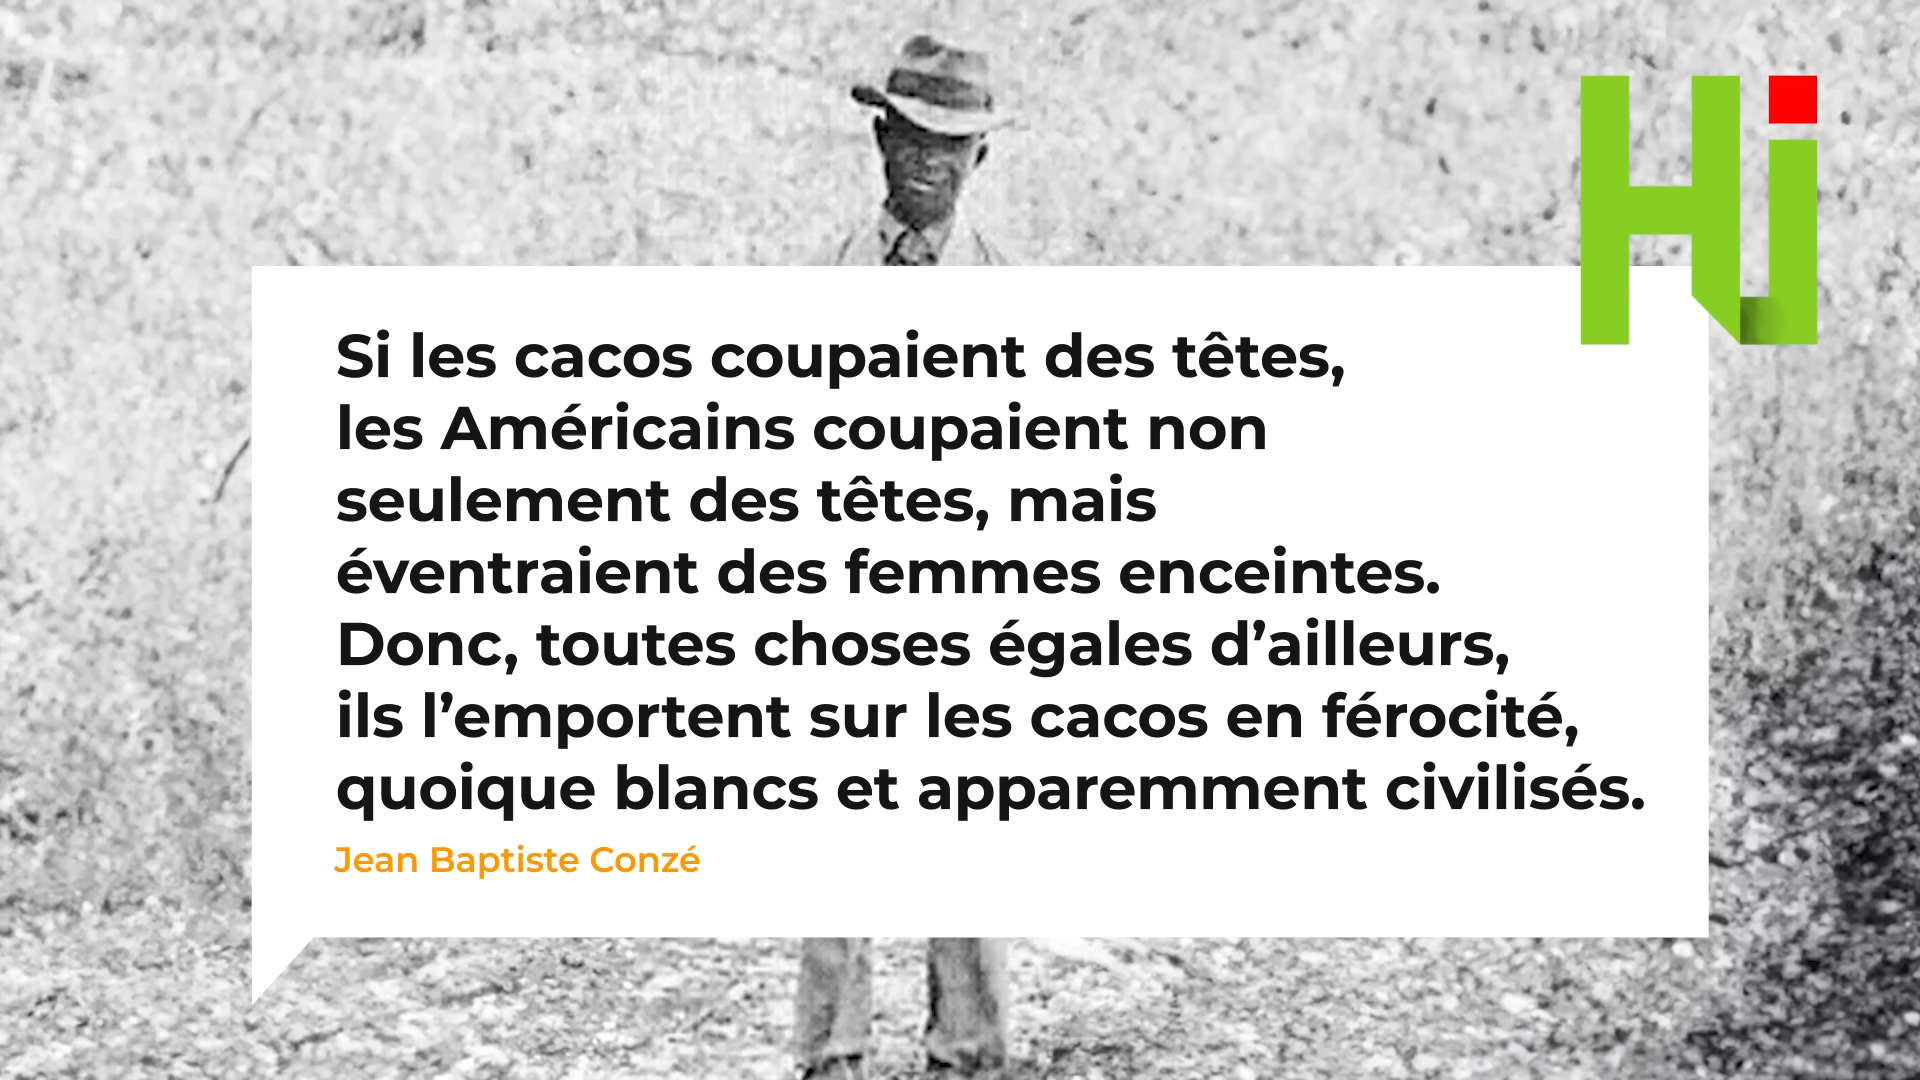 Hi
Si les cacos coupaient des têtes,
les Américains coupaient non
seulement des têtes, mais
éventraient des femmes enceintes.
Donc, toutes choses égales d’ailleurs,
ils l’emportent sur les cacos en férocité,
quoique blancs et apparemment civilisés.
Jean Baptiste Conzé